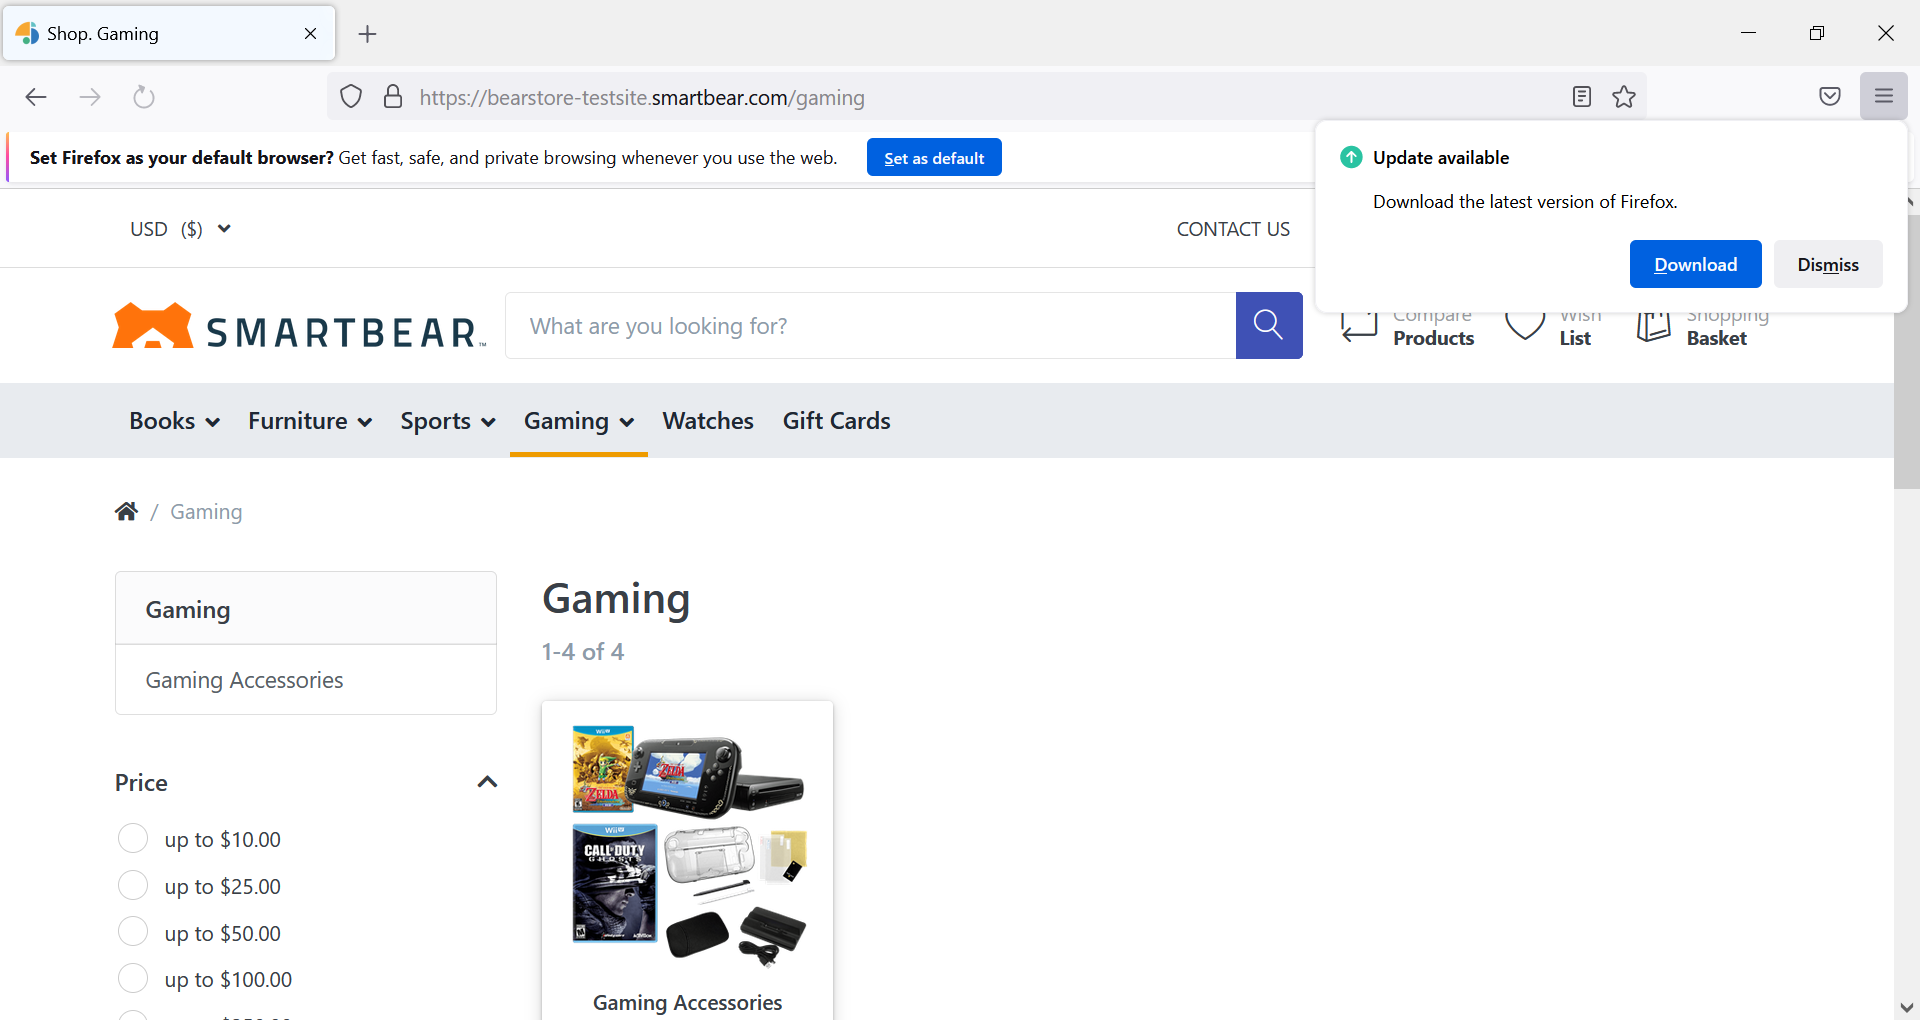 Shop. Gaming
https://bearstore-testsite.smartbear.com/gaming
Set Firefox as your default browser? Get fast, safe, and private browsing whenever you use the web.
Set as default
Update available
Download the latest version of Firefox.
Download
Dismiss
USD ($)
CONTACT US
SMARTBEAR™
What are you looking for?
Compare
Products
Wish
List
Shopping
Basket
Books
Furniture
Sports
Gaming
Watches
Gift Cards
/ Gaming
Gaming
Gaming Accessories
Gaming
1-4 of 4
Price
up to $10.00
up to $25.00
up to $50.00
up to $100.00
WiiU
ZELDA
ZELDA
WiiU
CALL·DUTY
GHOSTS
Gaming Accessories